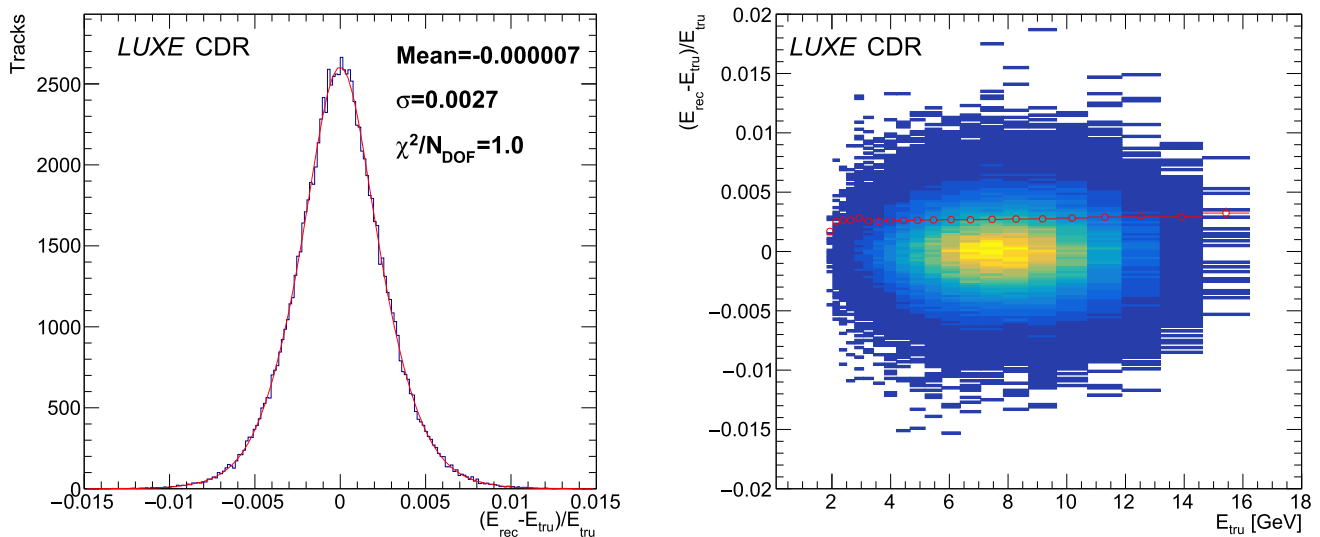 LUXE CDR
Mean=-0.000007
σ=0.0027
χ²/N_DOF=1.0
Tracks
2500
2000
1500
1000
500
0
−0.015 −0.01 −0.005 0 0.005 0.01 0.015
(E_rec-E_tru)/E_tru
LUXE CDR
(E_rec-E_tru)/E_tru
0.02
0.015
0.01
0.005
0
−0.005
−0.01
−0.015
−0.02
2 4 6 8 10 12 14 16 18
E_tru [GeV]